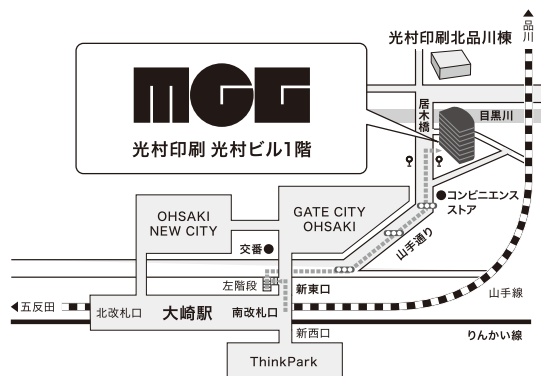 品川
光村印刷北品川棟
MGG
光村印刷 光村ビル1階
居木橋
目黒川
コンビニエンス
ストア
OHSAKI
NEW CITY
GATE CITY
OHSAKI
交番
山手通り
左階段
新東口
山手線
五反田
北改札口
大崎駅
南改札口
新西口
りんかい線
ThinkPark